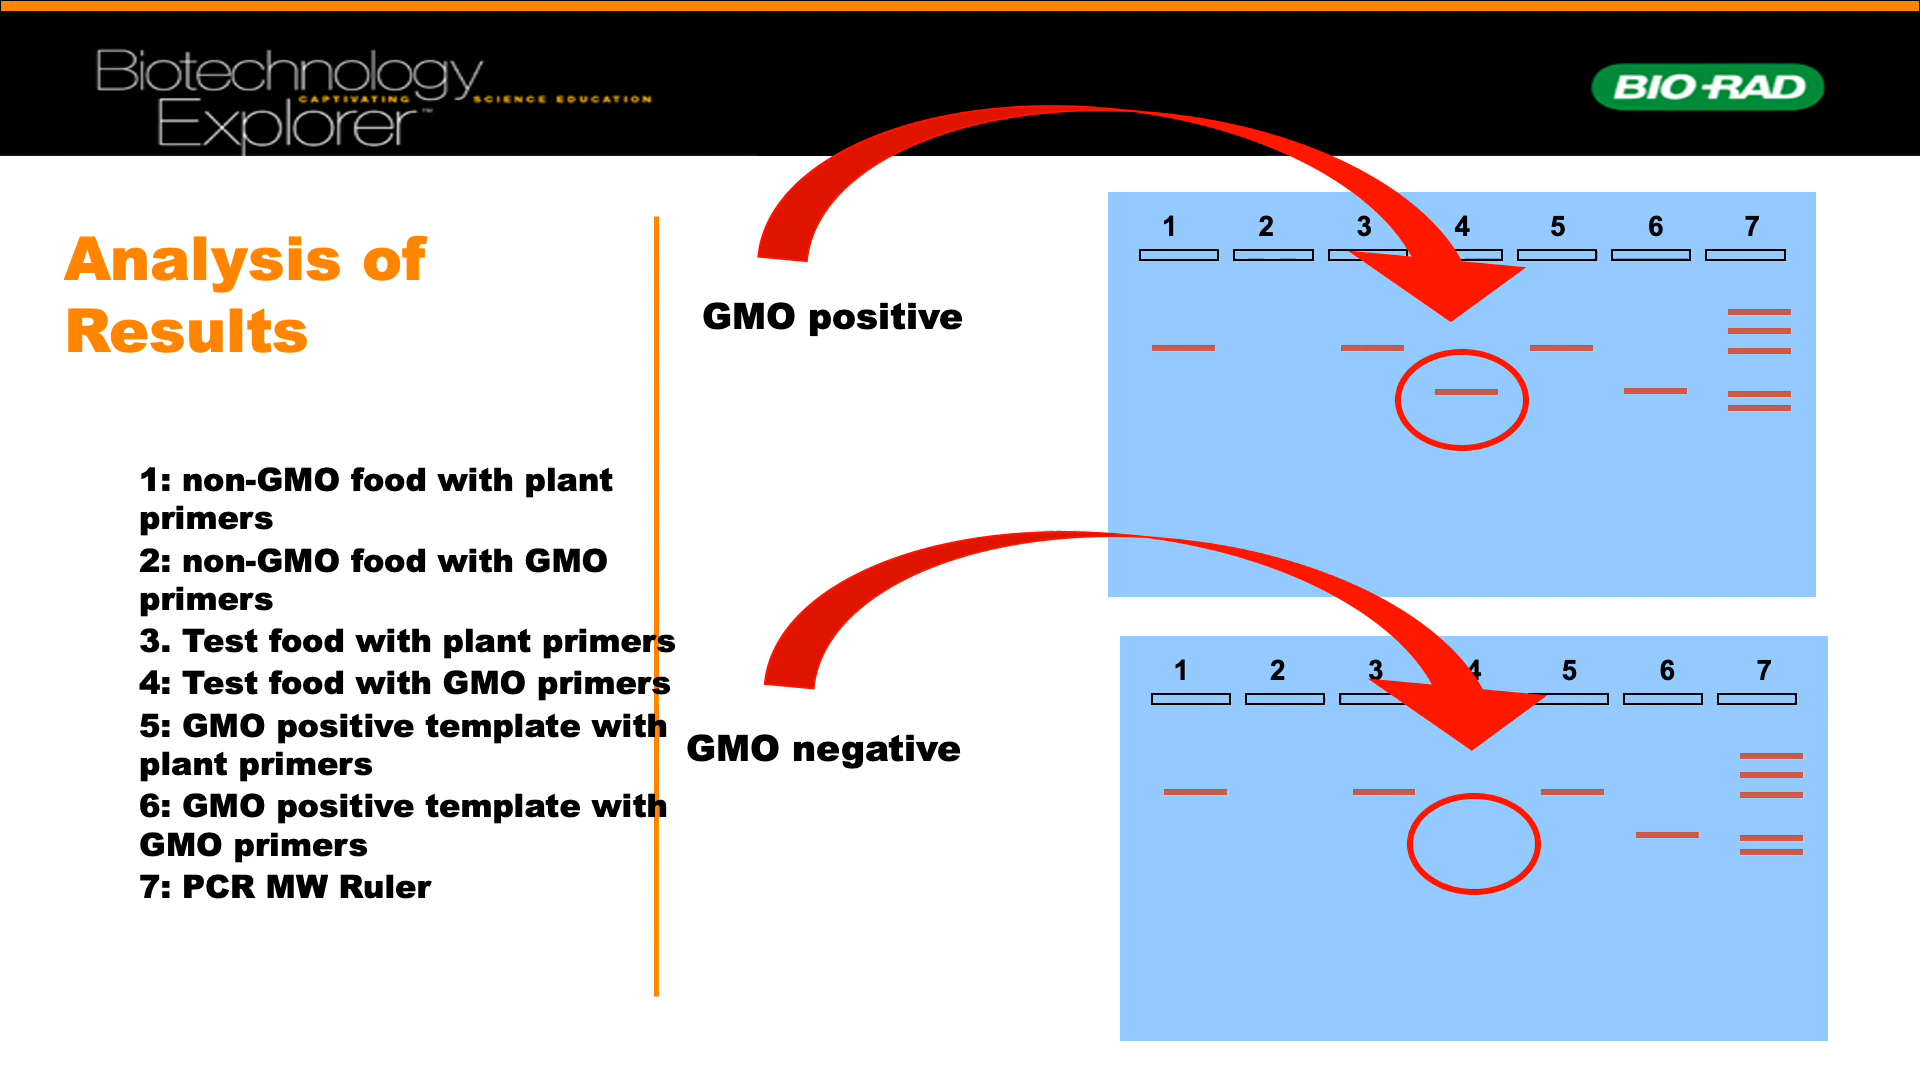 Biotechnology
CAPTIVATING SCIENCE EDUCATION
Explorer™
BIO-RAD
Analysis of
Results
1: non-GMO food with plant
primers
2: non-GMO food with GMO
primers
3. Test food with plant primers
4: Test food with GMO primers
5: GMO positive template with
plant primers
6: GMO positive template with
GMO primers
7: PCR MW Ruler
GMO positive
1 2 3 4 5 6 7
GMO negative
1 2 3 4 5 6 7